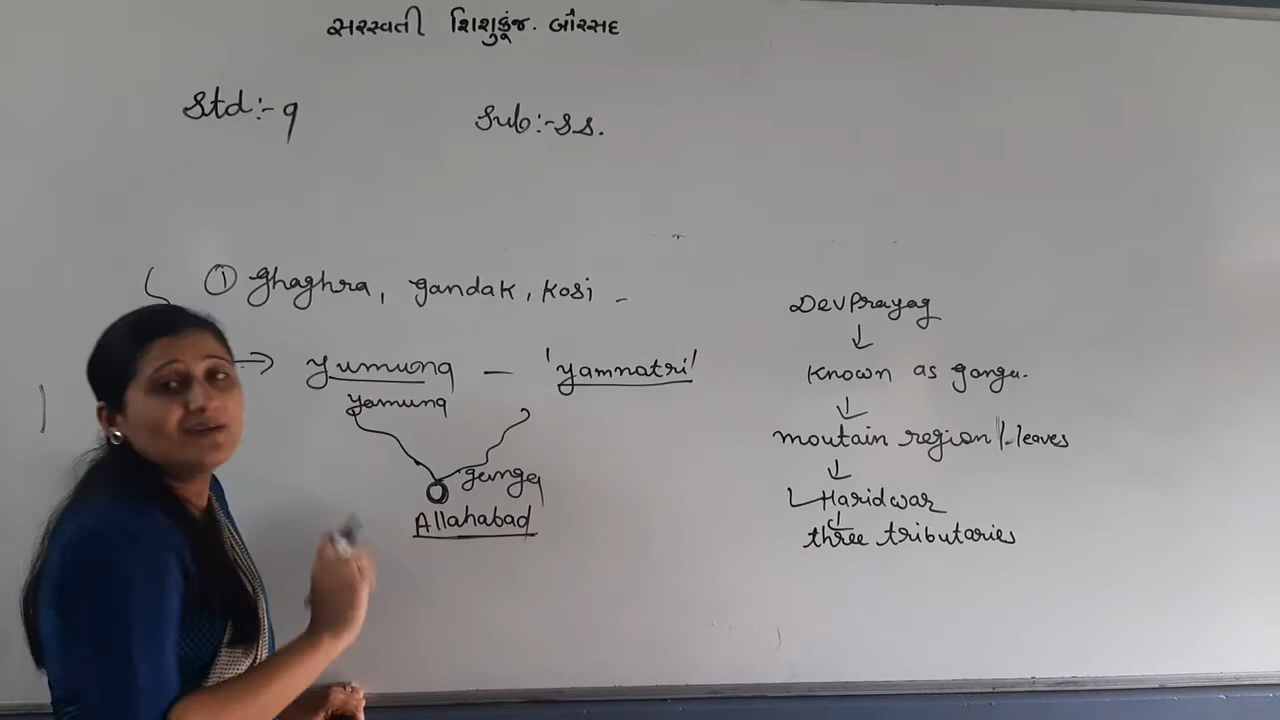 સરસ્વતી શિશુકુંજ. બોરસદ
Std:- 9
Sub:- S.S.
① Ghaghra, gandak, kosi -
→ Yumuna — 'Yamnatri'
Yamuna
ganga
Allahabad
DevPrayag
↓
Known as ganga.
↓
moutain region / leaves
↓
Haridwar
↓
three tributaries